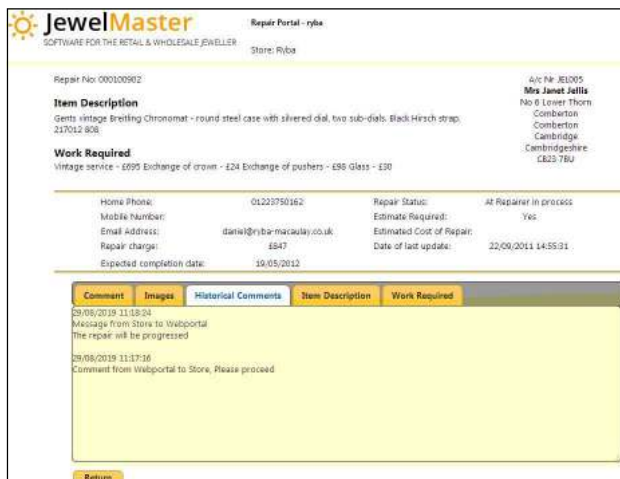 JewelMaster
SOFTWARE FOR THE RETAIL & WHOLESALE JEWELLER
Repair Portal - ryba
Store: Ryba
Repair No: 000100902
A/c Nr JEL005
Mrs Janet Jellis
No 6 Lower Thorn
Comberton
Comberton
Cambridge
Cambridgeshire
CB23 7BU
Item Description
Gents vintage Breitling Chronomat - round steel case with silvered dial, two sub-dials. Black Hirsch strap.
217012 808
Work Required
Vintage service - £695 Exchange of crown - £24 Exchange of pushers - £98 Glass - £30
Home Phone: 01223750162 Repair Status: At Repairer in process
Mobile Number: Estimate Required: Yes
Email Address: daniel@ryba-macaulay.co.uk Estimated Cost of Repair:
Repair charge: £847 Date of last update: 22/09/2011 14:55:31
Expected completion date: 19/05/2012
Comment Images Historical Comments Item Description Work Required
29/08/2019 11:18:24
Message from Store to Webportal
The repair will be progressed
29/08/2019 11:17:16
Comment from Webportal to Store, Please proceed
Return